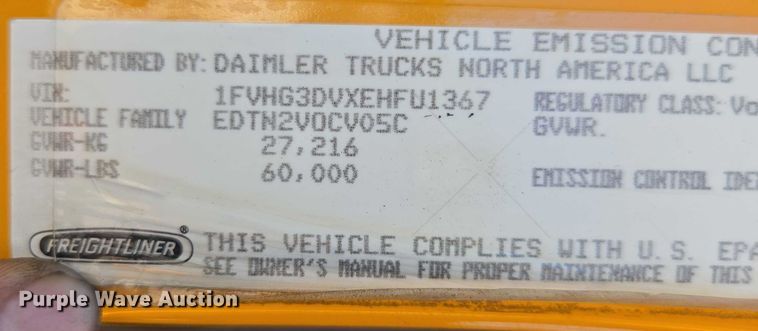 VEHICLE EMISSION CON
MANUFACTURED BY: DAIMLER TRUCKS NORTH AMERICA LLC
VIN: 1FVHG3DVXEHFU1367 REGULATORY CLASS: Vo
VEHICLE FAMILY EDTN2VOCV05C GVWR.
GVWR-KG 27,216
GVWR-LBS 60,000 EMISSION CONTROL IDE
FREIGHTLINER® THIS VEHICLE COMPLIES WITH U.S. EPA
SEE OWNER'S MANUAL FOR PROPER MAINTENANCE OF THIS
Purple Wave Auction